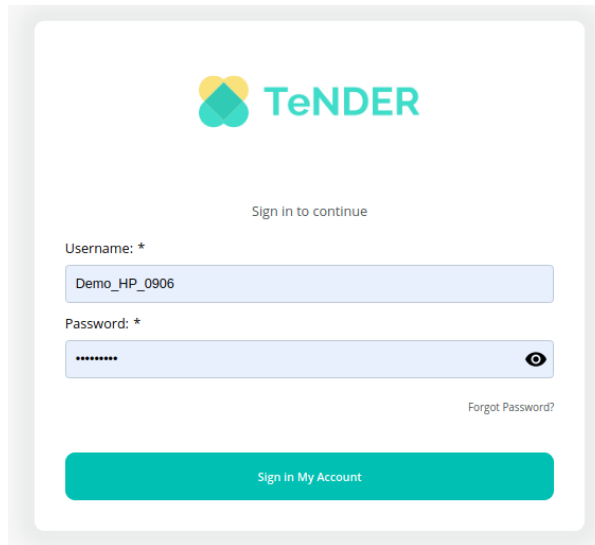 TeNDER
Sign in to continue
Username: *
Demo_HP_0906
Password: *
•••••••••
Forgot Password?
Sign in My Account